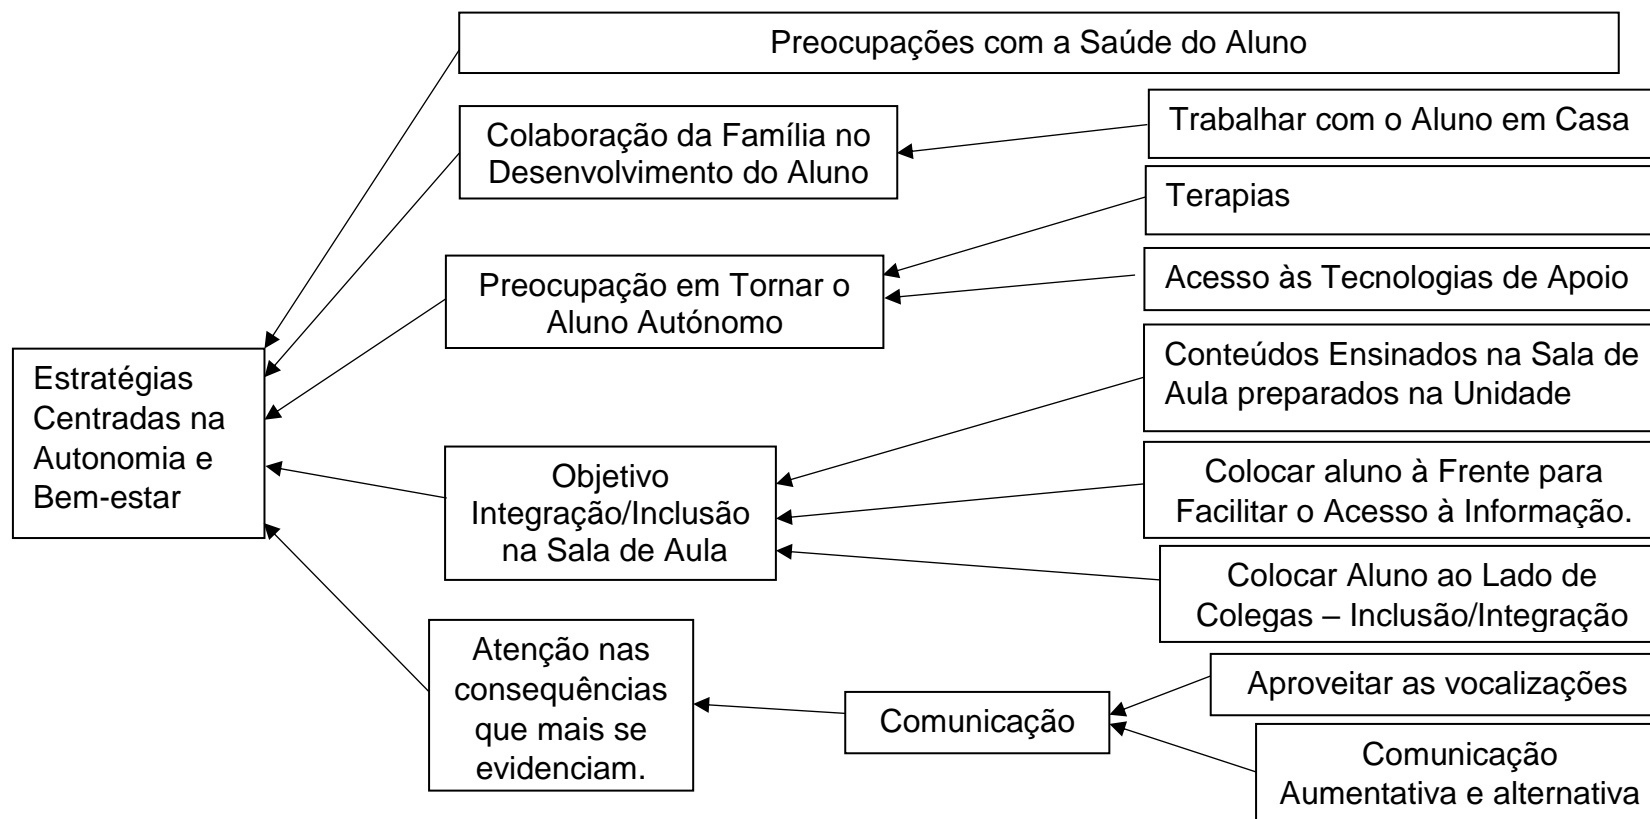 Preocupações com a Saúde do Aluno
Colaboração da Família no
Desenvolvimento do Aluno
Trabalhar com o Aluno em Casa
Terapias
Preocupação em Tornar o
Aluno Autónomo
Acesso às Tecnologias de Apoio
Estratégias
Centradas na
Autonomia e
Bem-estar
Conteúdos Ensinados na Sala de
Aula preparados na Unidade
Objetivo
Integração/Inclusão
na Sala de Aula
Colocar aluno à Frente para
Facilitar o Acesso à Informação.
Colocar Aluno ao Lado de
Colegas – Inclusão/Integração
Atenção nas
consequências
que mais se
evidenciam.
Comunicação
Aproveitar as vocalizações
Comunicação
Aumentativa e alternativa